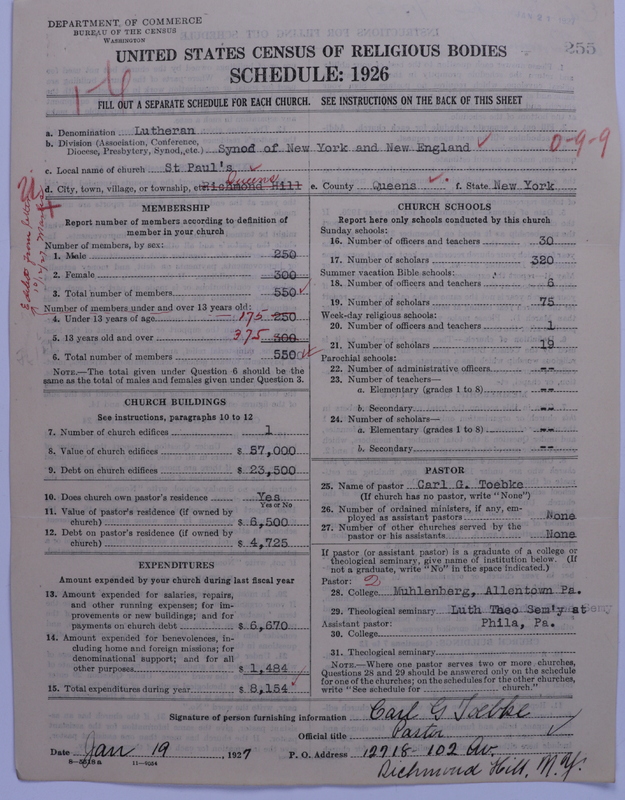 DEPARTMENT OF COMMERCE
BUREAU OF THE CENSUS
WASHINGTON
UNITED STATES CENSUS OF RELIGIOUS BODIES
255
SCHEDULE: 1926
FILL OUT A SEPARATE SCHEDULE FOR EACH CHURCH. SEE INSTRUCTIONS ON THE BACK OF THIS SHEET
a. Denomination Lutheran
b. Division (Association, Conference, Diocese, Presbytery, Synod, etc.) Synod of New York and New England
0-9-9
c. Local name of church St Paul's
Queens
d. City, town, village, or township, etc. Richmond Hill e. County Queens f. State New York
MEMBERSHIP
Report number of members according to definition of
member in your church
Number of members, by sex:
1. Male 250
2. Female 300
3. Total number of members 550
Number of members under and over 13 years old:
4. Under 13 years of age 175 250
5. 13 years old and over 375 300
6. Total number of members 550
NOTE.—The total given under Question 6 should be the
same as the total of males and females given under Question 3.
CHURCH BUILDINGS
See instructions, paragraphs 10 to 12
7. Number of church edifices 1
8. Value of church edifices $ 57,000
9. Debt on church edifices $ 23,500
10. Does church own pastor's residence Yes
Yes or No
11. Value of pastor's residence (if owned by
church) $ 6,500
12. Debt on pastor's residence (if owned by
church) $ 4,725
EXPENDITURES
Amount expended by your church during last fiscal year
13. Amount expended for salaries, repairs,
and other running expenses; for im-
provements or new buildings; and for
payments on church debt $ 6,670
14. Amount expended for benevolences, in-
cluding home and foreign missions; for
denominational support; and for all
other purposes $ 1,484
15. Total expenditures during year $ 8,154
CHURCH SCHOOLS
Report here only schools conducted by this church
Sunday schools:
16. Number of officers and teachers 30
17. Number of scholars 320
Summer vacation Bible schools:
18. Number of officers and teachers 6
19. Number of scholars 75
Week-day religious schools:
20. Number of officers and teachers 1
21. Number of scholars 19
Parochial schools:
22. Number of administrative officers --
23. Number of teachers—
a. Elementary (grades 1 to 8) --
b. Secondary --
24. Number of scholars—
a. Elementary (grades 1 to 8) --
b. Secondary --
PASTOR
25. Name of pastor Carl G. Toebke
(If church has no pastor, write "None")
26. Number of ordained ministers, if any, em-
ployed as assistant pastors None
27. Number of other churches served by the
pastor or his assistants None
If pastor (or assistant pastor) is a graduate of a college or
theological seminary, give name of institution below. (If
not a graduate, write "No" in the space indicated.)
Pastor: 2
28. College Muhlenberg, Allentown Pa.
29. Theological seminary Luth Theo Sem'y at
Assistant pastor: Phila, Pa.
30. College
31. Theological seminary
NOTE.—Where one pastor serves two or more churches,
Questions 28 and 29 should be answered only on the schedule
for one of the churches; on the schedules for the other churches,
write "See schedule for church."
Signature of person furnishing information Carl G Toebke
Official title Pastor
Date Jan 19 1927 P. O. Address 12718-102 Av.
8-5819a 11-9084
Richmond Hill, N.Y.